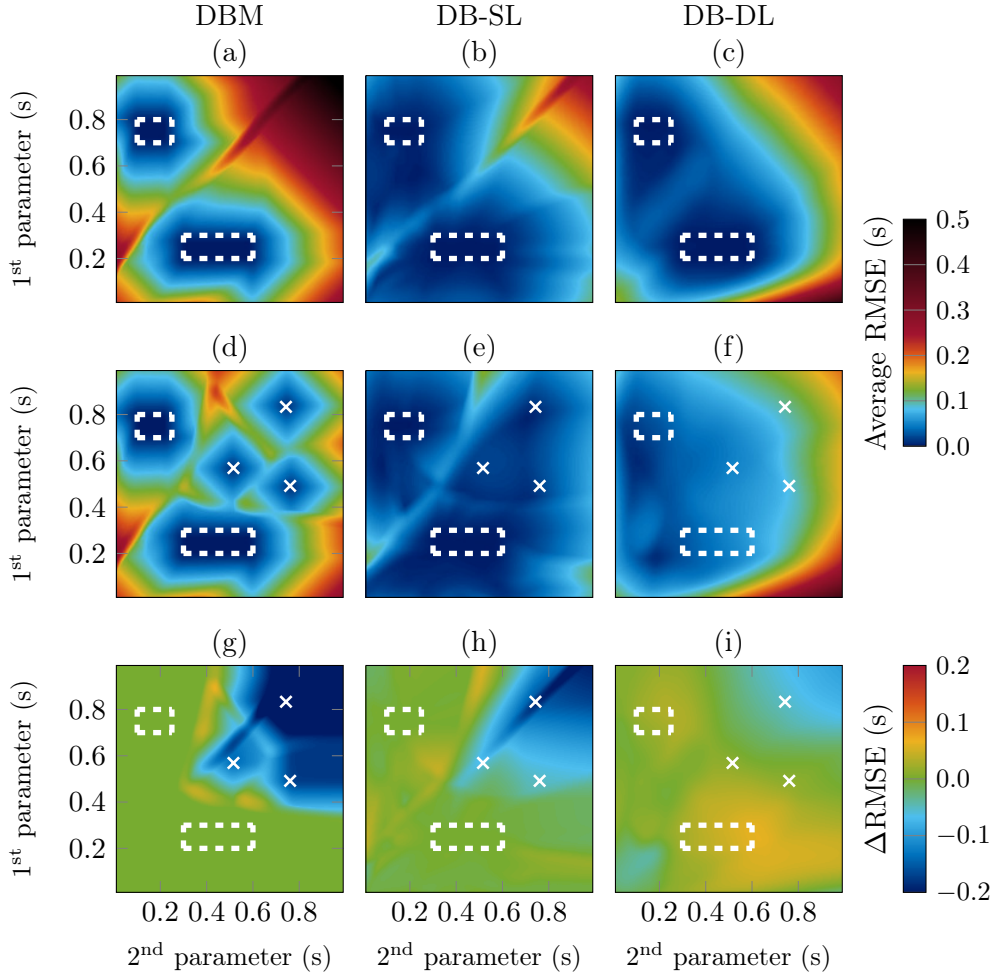 DBM DB-SL DB-DL
(a) (b) (c)
1st parameter (s)
0.8
0.6
0.4
0.2
(d) (e) (f)
1st parameter (s)
0.8
0.6
0.4
0.2
Average RMSE (s)
0.5
0.4
0.3
0.2
0.1
0.0
(g) (h) (i)
1st parameter (s)
0.8
0.6
0.4
0.2
0.2 0.4 0.6 0.8 0.2 0.4 0.6 0.8 0.2 0.4 0.6 0.8
2nd parameter (s) 2nd parameter (s) 2nd parameter (s)
ΔRMSE (s)
0.2
0.1
0.0
−0.1
−0.2